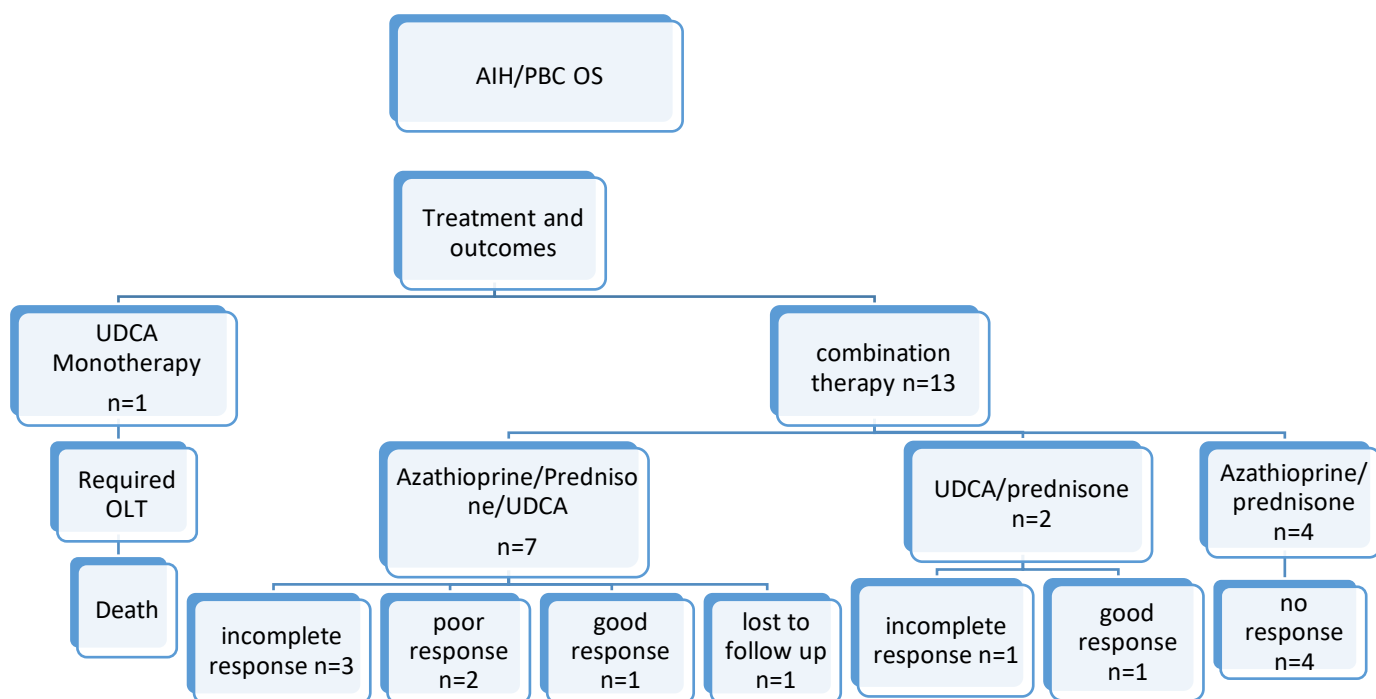 AIH/PBC OS
Treatment and
outcomes
UDCA
Monotherapy
n=1
combination
therapy n=13
Required
OLT
Azathioprine/Predniso
ne/UDCA
n=7
UDCA/prednisone
n=2
Azathioprine/
prednisone
n=4
Death
incomplete
response n=3
poor
response
n=2
good
response
n=1
lost to
follow up
n=1
incomplete
response n=1
good
response
n=1
no
response
n=4